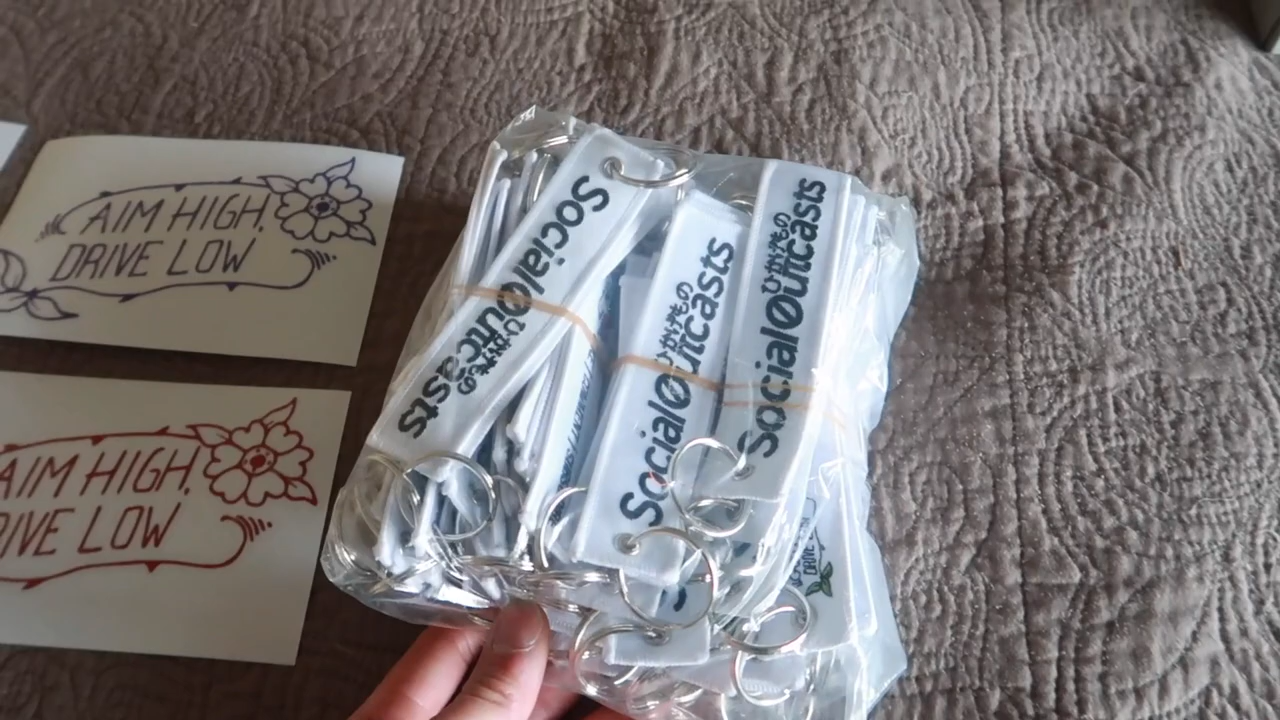 AIM HIGH,
DRIVE LOW
AIM HIGH,
DRIVE LOW
SocialOutcasts
ひかげもの
SocialOutcasts
ひかげもの
SocialOutcasts
ひかげもの